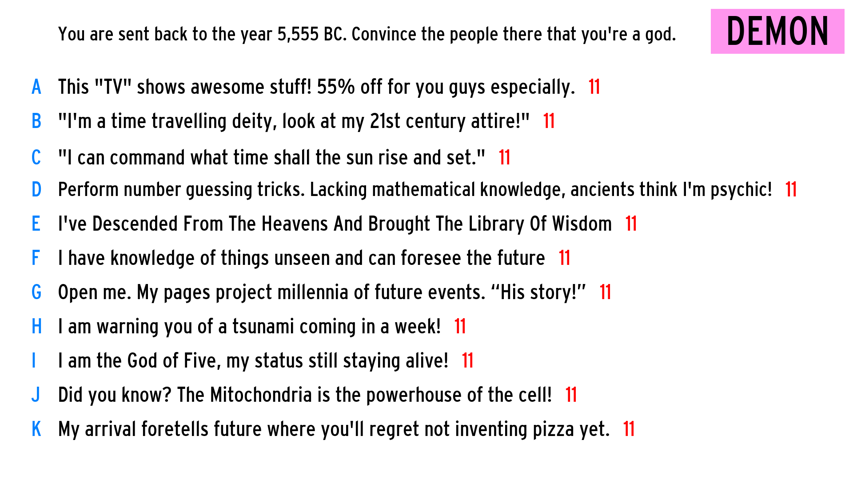 You are sent back to the year 5,555 BC. Convince the people there that you're a god.
DEMON
A This "TV" shows awesome stuff! 55% off for you guys especially. 11
B "I'm a time travelling deity, look at my 21st century attire!" 11
C "I can command what time shall the sun rise and set." 11
D Perform number guessing tricks. Lacking mathematical knowledge, ancients think I'm psychic! 11
E I've Descended From The Heavens And Brought The Library Of Wisdom 11
F I have knowledge of things unseen and can foresee the future 11
G Open me. My pages project millennia of future events. “His story!” 11
H I am warning you of a tsunami coming in a week! 11
I I am the God of Five, my status still staying alive! 11
J Did you know? The Mitochondria is the powerhouse of the cell! 11
K My arrival foretells future where you'll regret not inventing pizza yet. 11